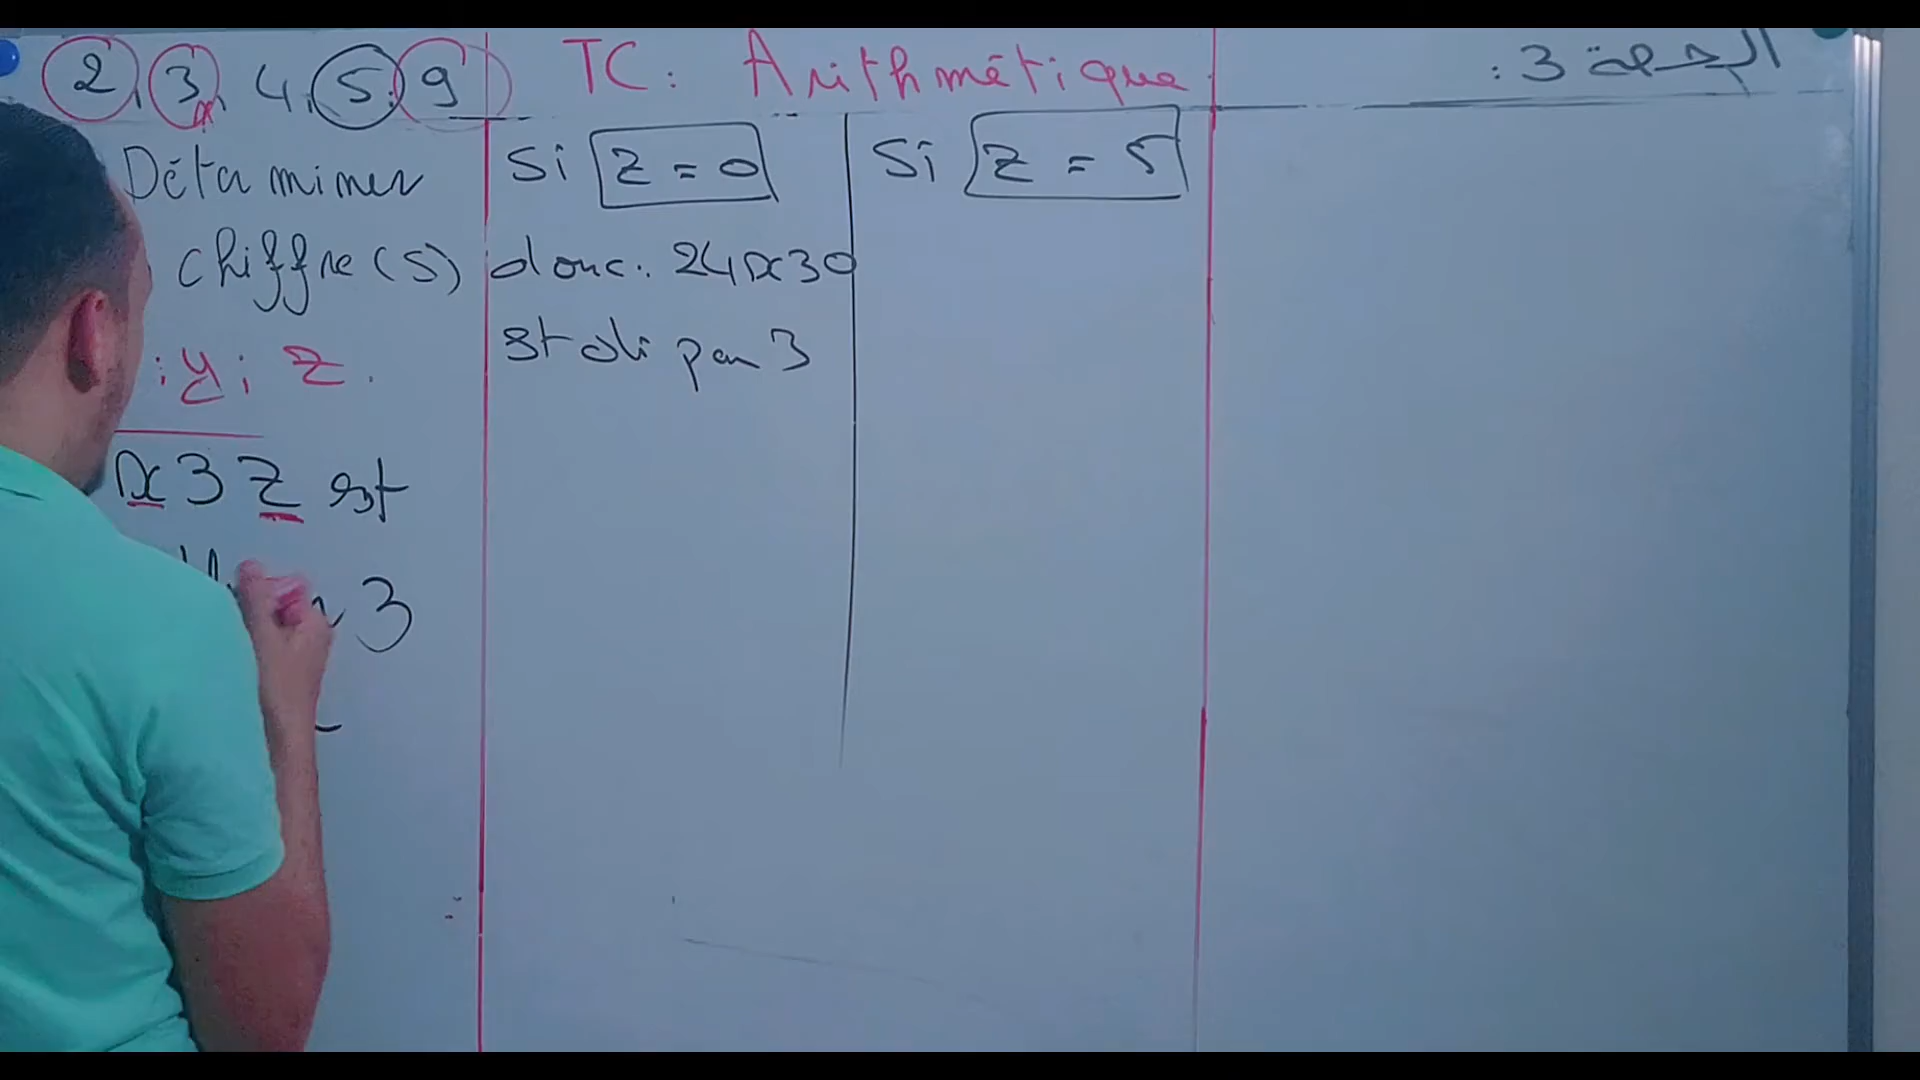 2, 3, 4, 5, 9
TC: Arithmétique
الحصة 3 :
Déterminer
chiffre(s)
; y ; z.
x3z est
3
Si z = 0
donc: 24x30
est div par 3
Si z = 5